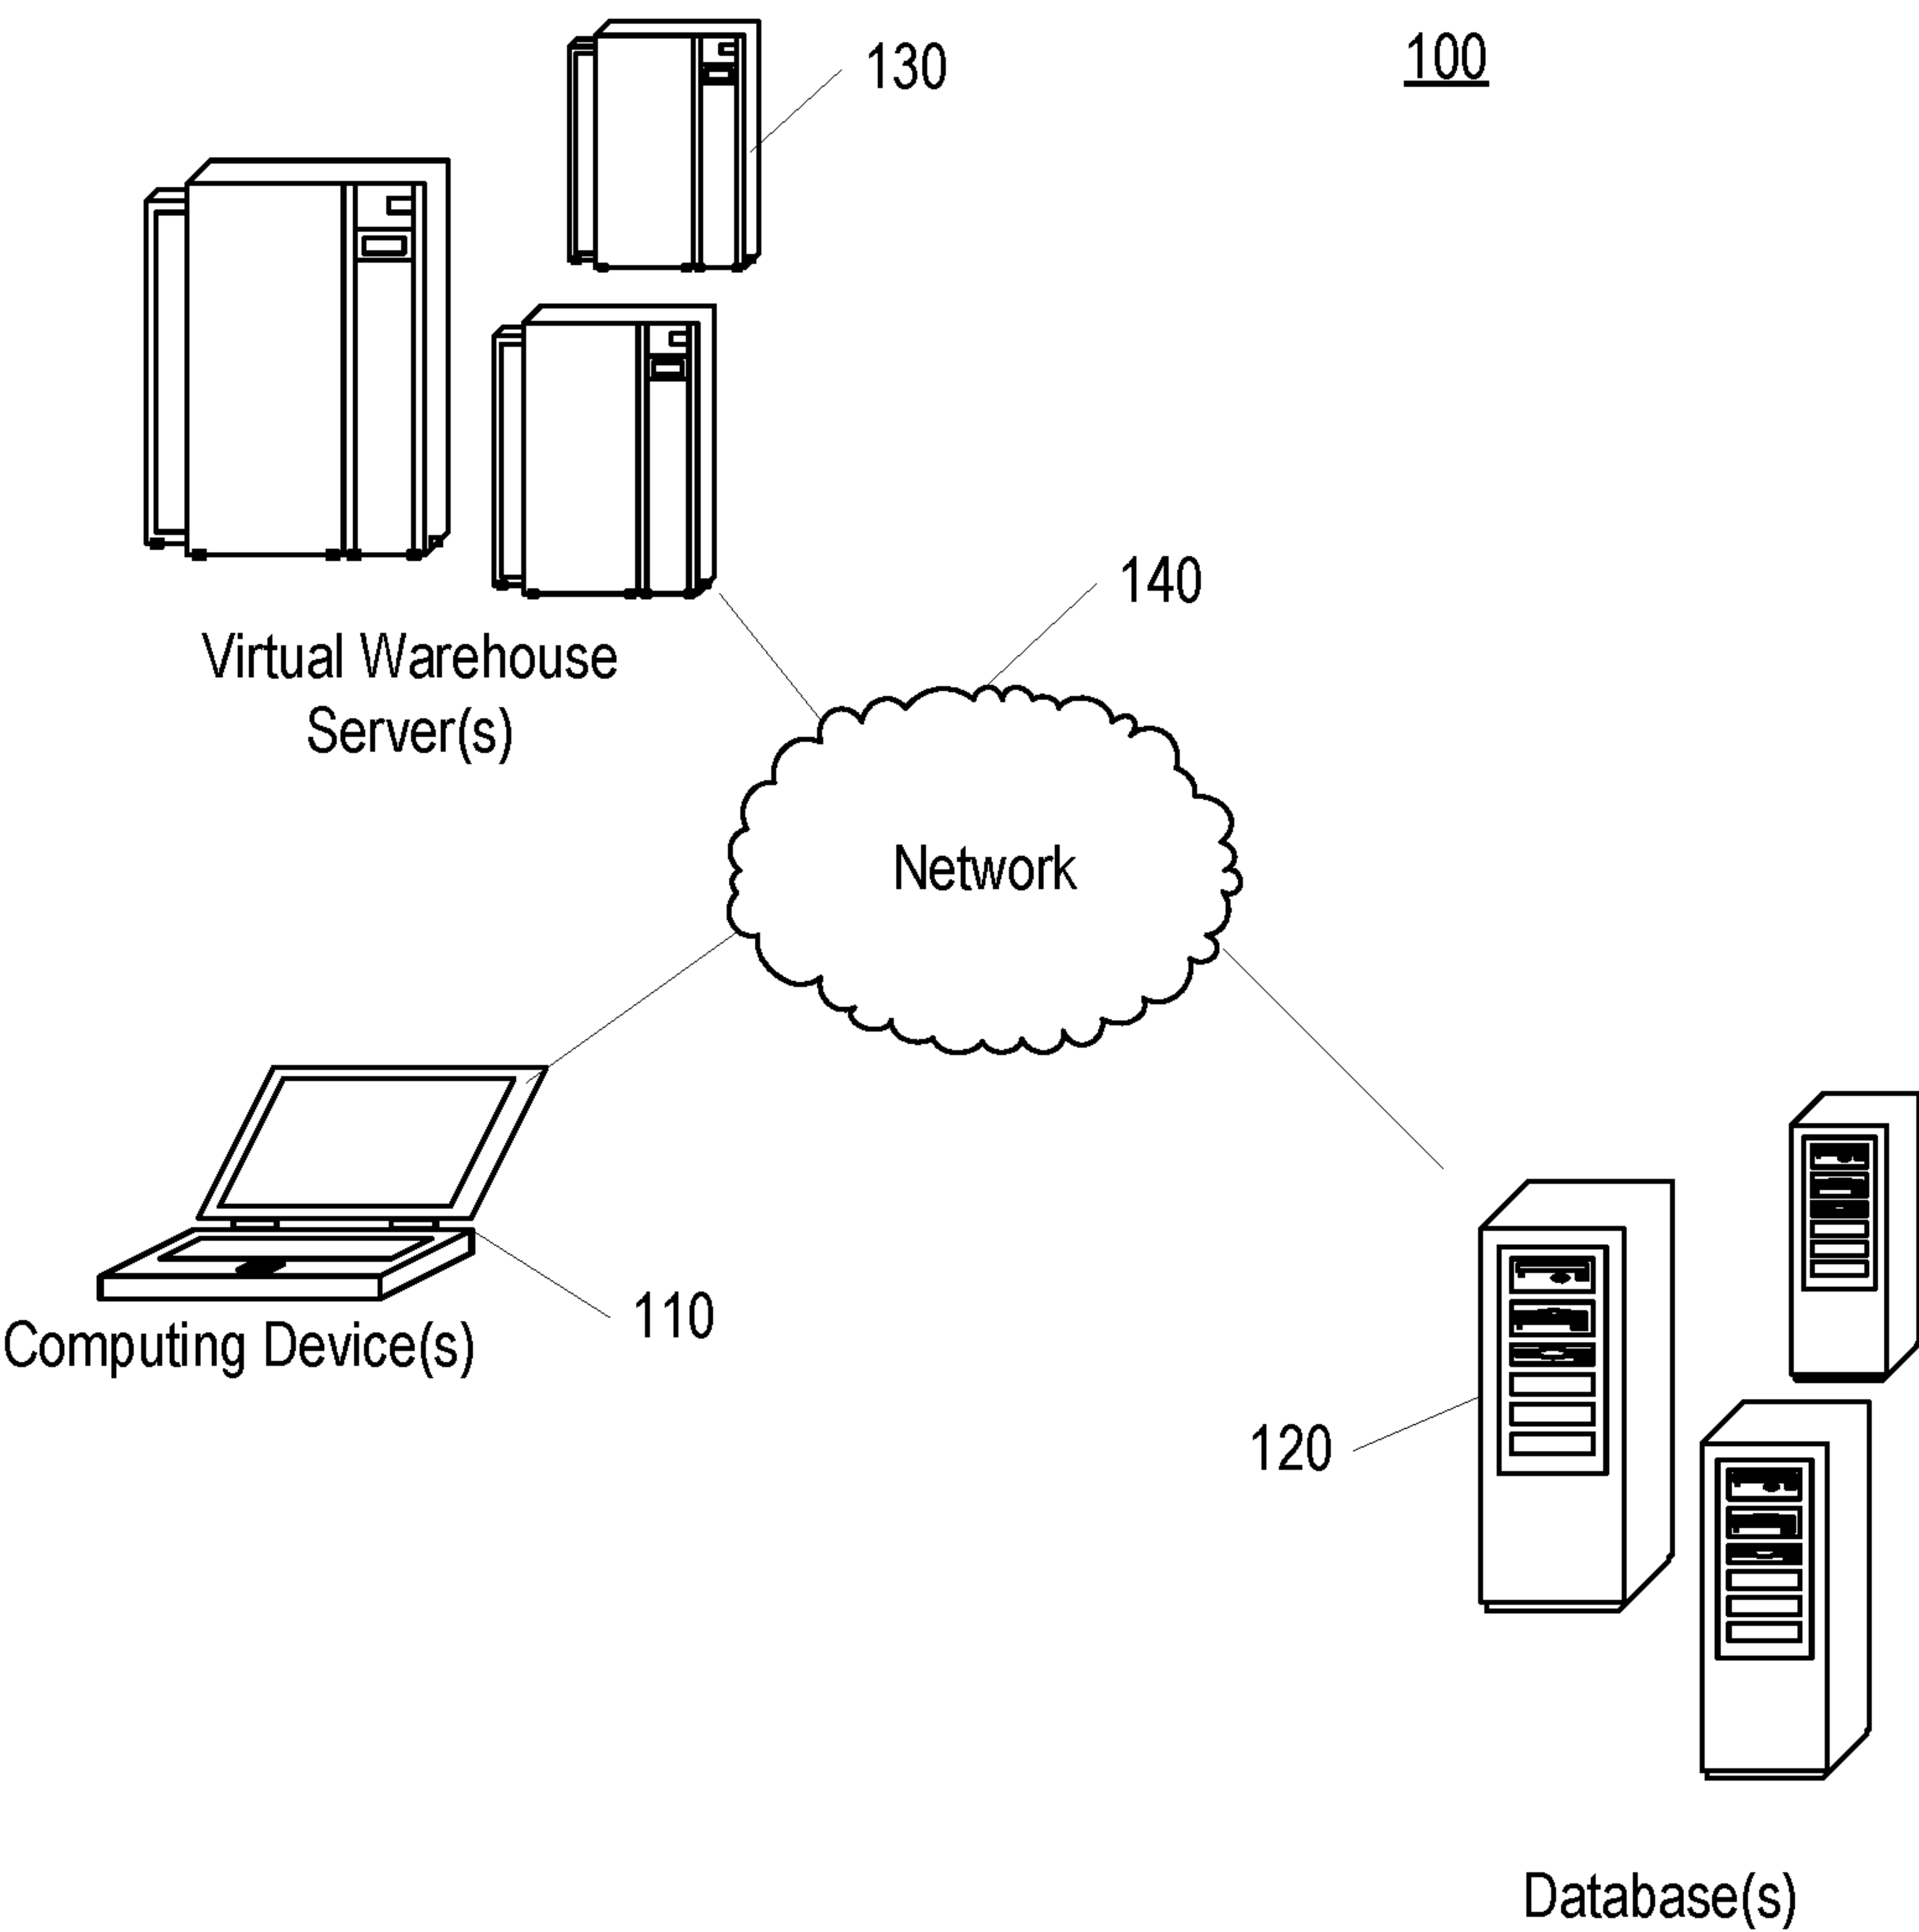 130
100
Virtual Warehouse
Server(s)
140
Network
110
Computing Device(s)
120
Database(s)